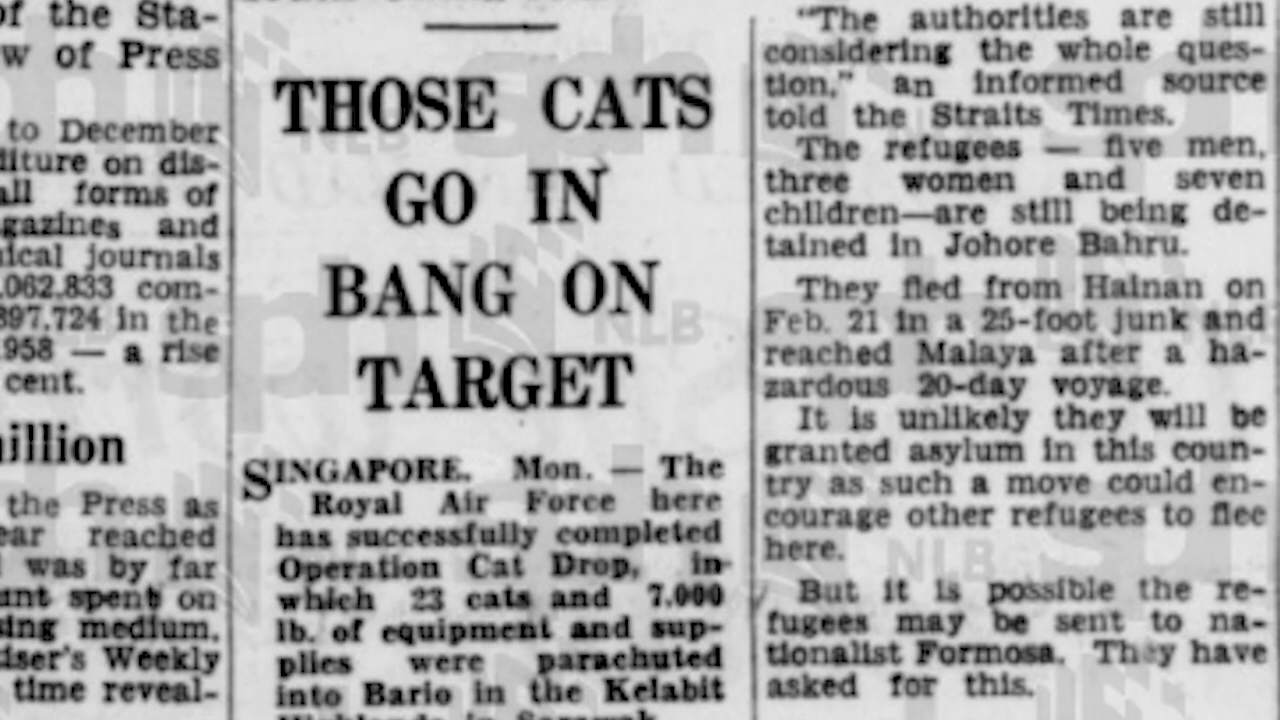 of the Sta-
w of Press
to December
diture on dis-
all forms of
gazines and
nical journals
,062,833 com-
897,724 in the
958 — a rise
cent.
illion
the Press as
ear reached
was by far
unt spent on
sing medium.
tiser's Weekly
time reveal-
THOSE CATS
GO IN
BANG ON
TARGET
SINGAPORE. Mon. — The
Royal Air Force here
has successfully completed
Operation Cat Drop, in
which 23 cats and 7,000
lb. of equipment and sup-
plies were parachuted
into Bario in the Kelabit
"The authorities are still
considering the whole ques-
tion," an informed source
told the Straits Times.
The refugees — five men,
three women and seven
children—are still being de-
tained in Johore Bahru.
They fled from Hainan on
Feb. 21 in a 25-foot junk and
reached Malaya after a ha-
zardous 20-day voyage.
It is unlikely they will be
granted asylum in this coun-
try as such a move could en-
courage other refugees to flee
here.
But it is possible the re-
fugees may be sent to na-
tionalist Formosa. They have
asked for this.
sph
NLB
NLB
NLB